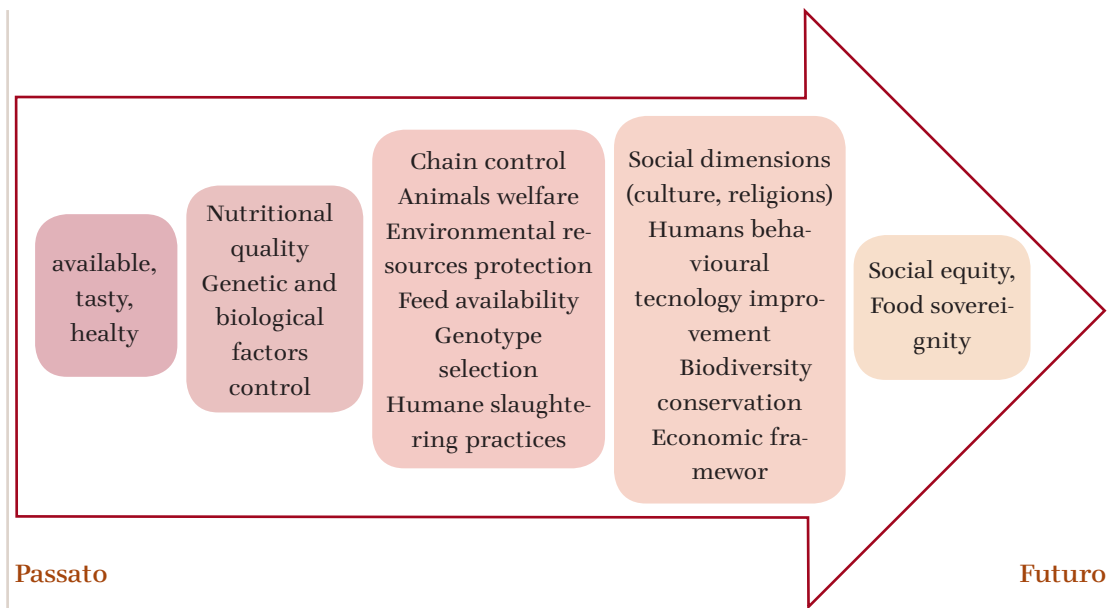 available,
tasty,
healty
Nutritional
quality
Genetic and
biological
factors
control
Chain control
Animals welfare
Environmental re-
sources protection
Feed availability
Genotype
selection
Humane slaughte-
ring practices
Social dimensions
(culture, religions)
Humans beha-
vioural
tecnology impro-
vement
Biodiversity
conservation
Economic fra-
mewor
Social equity,
Food soverei-
gnity
Passato
Futuro